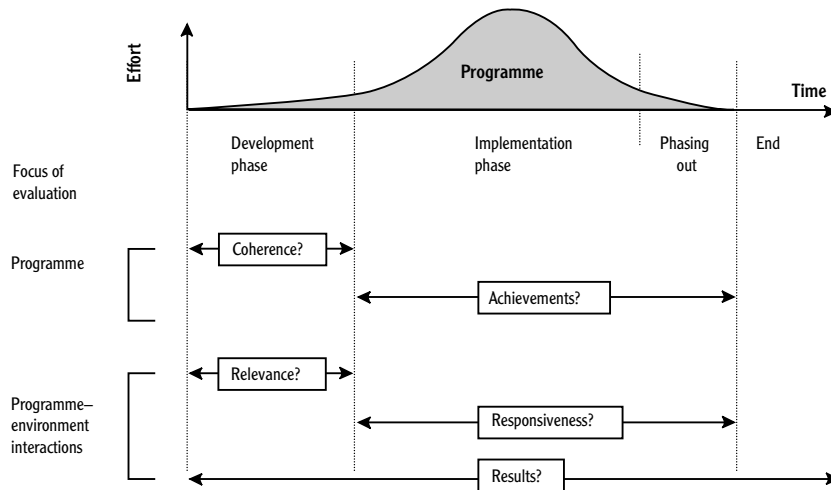 Effort
Programme
Time
Development
phase
Implementation
phase
Phasing
out
End
Focus of
evaluation
Coherence?
Programme
Achievements?
Relevance?
Programme–
environment
interactions
Responsiveness?
Results?